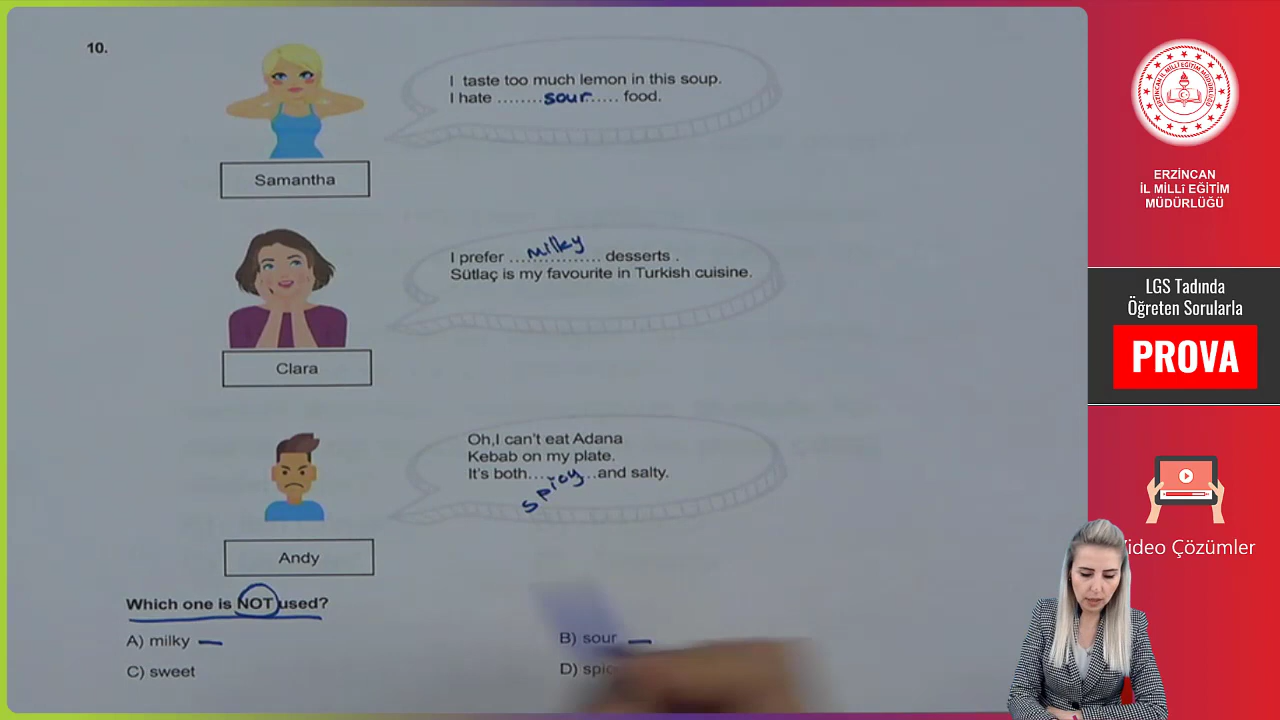 10.
I taste too much lemon in this soup.
I hate ........sour..... food.
Samantha
I prefer ...milky... desserts .
Sütlaç is my favourite in Turkish cuisine.
Clara
Oh,I can't eat Adana
Kebab on my plate.
It's both...spicy..and salty.
Andy
Which one is NOT used?
A) milky
B) sour
C) sweet
D)
ERZİNCAN
İL MİLLî EĞİTİM
MÜDÜRLÜĞÜ
LGS Tadında
Öğreten Sorularla
PROVA
Çözümler